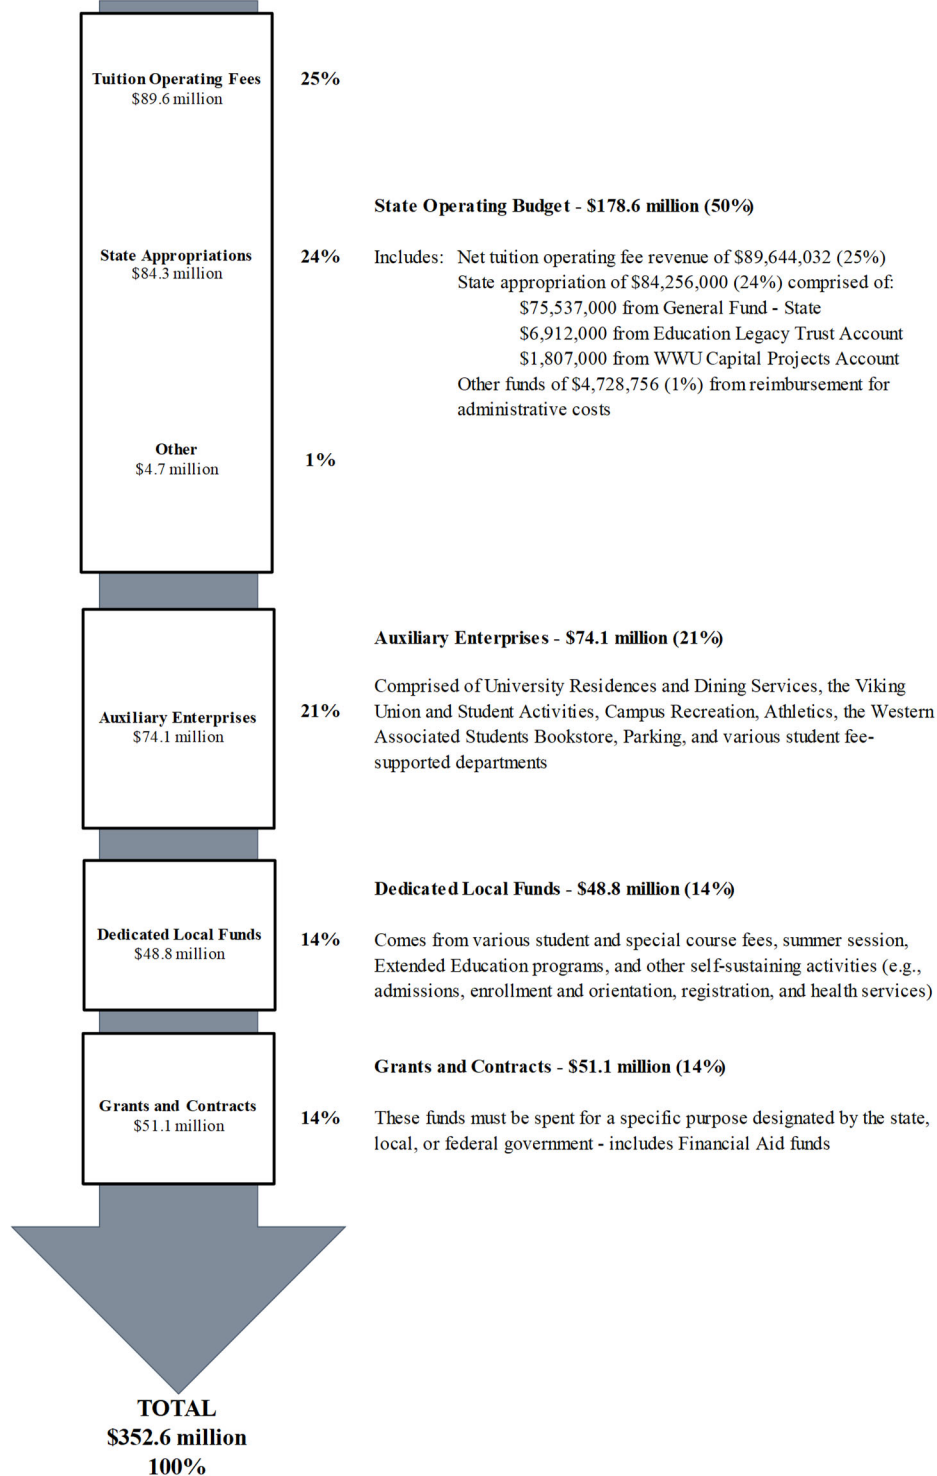 Tuition Operating Fees
$89.6 million
25%
State Operating Budget - $178.6 million (50%)
State Appropriations
$84.3 million
24%
Includes: Net tuition operating fee revenue of $89,644,032 (25%)
State appropriation of $84,256,000 (24%) comprised of:
$75,537,000 from General Fund - State
$6,912,000 from Education Legacy Trust Account
$1,807,000 from WWU Capital Projects Account
Other funds of $4,728,756 (1%) from reimbursement for
administrative costs
Other
$4.7 million
1%
Auxiliary Enterprises - $74.1 million (21%)
Auxiliary Enterprises
$74.1 million
21%
Comprised of University Residences and Dining Services, the Viking
Union and Student Activities, Campus Recreation, Athletics, the Western
Associated Students Bookstore, Parking, and various student fee-
supported departments
Dedicated Local Funds - $48.8 million (14%)
Dedicated Local Funds
$48.8 million
14%
Comes from various student and special course fees, summer session,
Extended Education programs, and other self-sustaining activities (e.g.,
admissions, enrollment and orientation, registration, and health services)
Grants and Contracts - $51.1 million (14%)
Grants and Contracts
$51.1 million
14%
These funds must be spent for a specific purpose designated by the state,
local, or federal government - includes Financial Aid funds
TOTAL
$352.6 million
100%